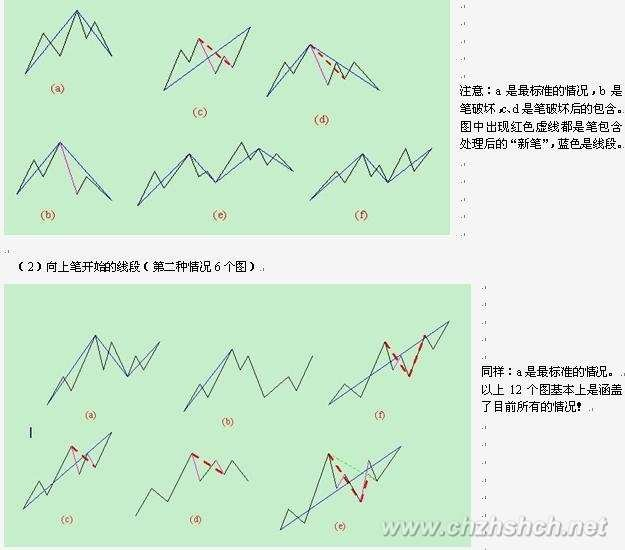 (a)
(c)
(d)
注意：a 是最标准的情况，b 是
笔破坏，c、d 是笔破坏后的包含。
图中出现红色虚线都是笔包含
处理后的“新笔”，蓝色是线段。
(b)
(e)
(f)
（2）向上笔开始的线段（第二种情况 6 个图）
(a)
(b)
(f)
同样：a 是最标准的情况。
以上 12 个图基本上是涵盖
了目前所有的情况！
(c)
(d)
(e)
www.chzhshch.net